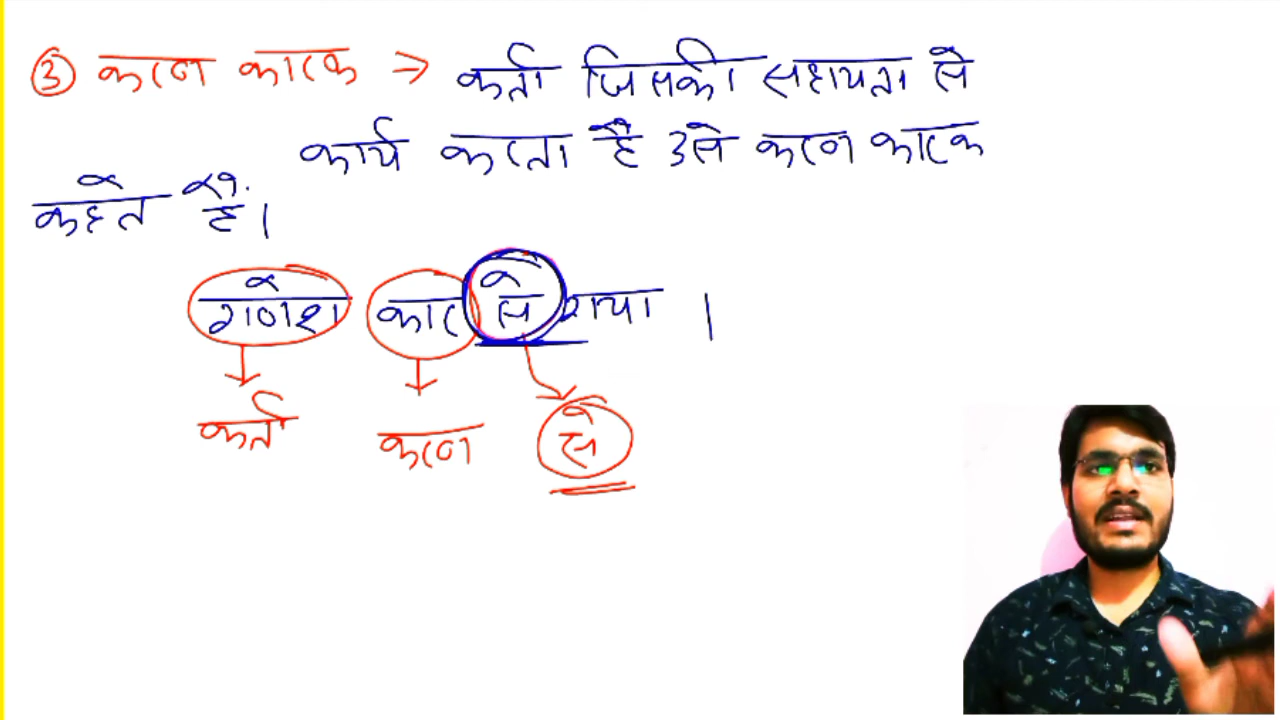 ③ करण कारक → कर्ता जिसकी सहायता से
कार्य करता है उसे करण कारक
कहते हैं।
गणेश कार से गया ।
कर्ता करण से